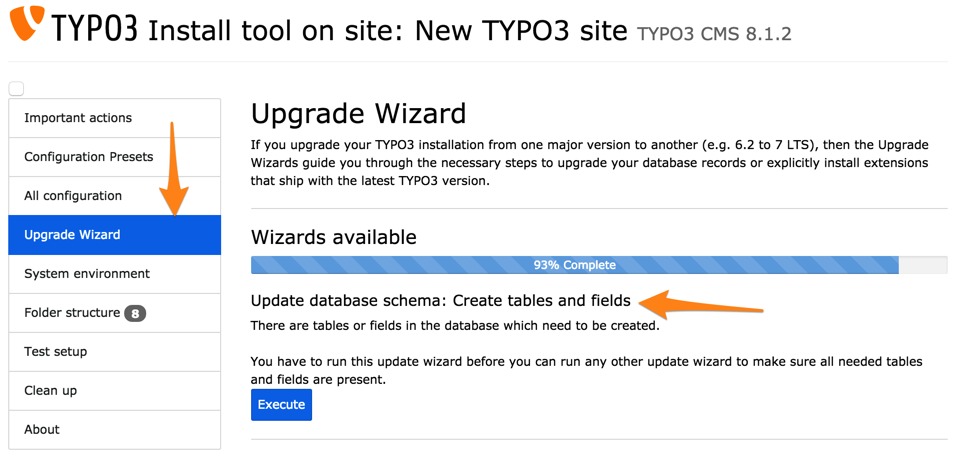 TYPO3 Install tool on site: New TYPO3 site TYPO3 CMS 8.1.2
Important actions
Configuration Presets
All configuration
Upgrade Wizard
System environment
Folder structure 8
Test setup
Clean up
About
Upgrade Wizard
If you upgrade your TYPO3 installation from one major version to another (e.g. 6.2 to 7 LTS), then the Upgrade
Wizards guide you through the necessary steps to upgrade your database records or explicitly install extensions
that ship with the latest TYPO3 version.
Wizards available
93% Complete
Update database schema: Create tables and fields
There are tables or fields in the database which need to be created.
You have to run this update wizard before you can run any other update wizard to make sure all needed tables
and fields are present.
Execute